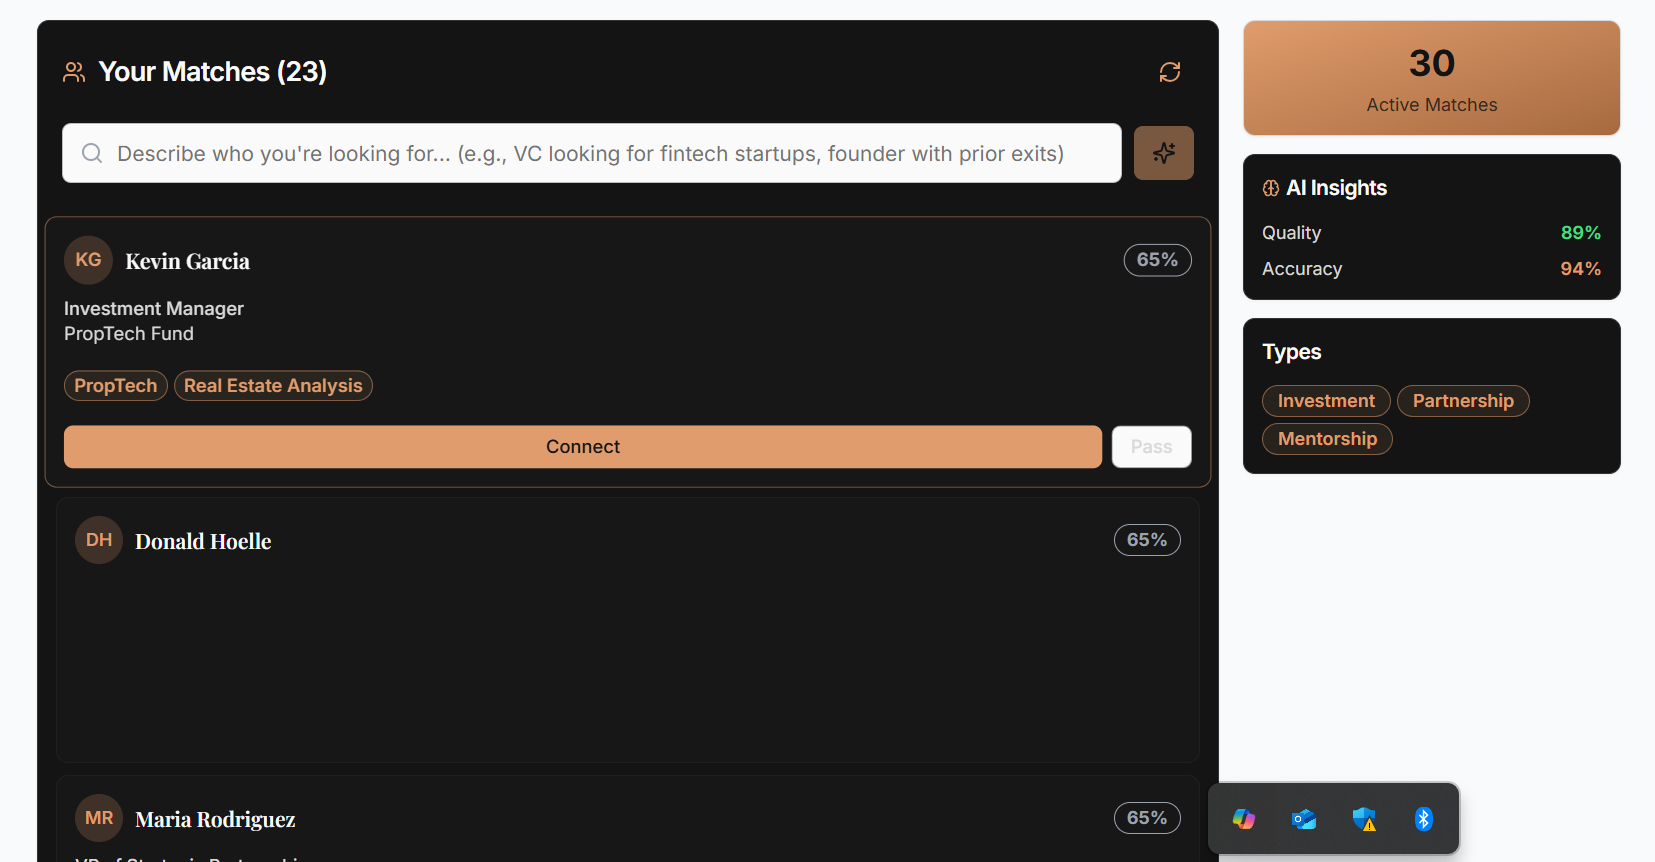 Your Matches (23)
Describe who you're looking for... (e.g., VC looking for fintech startups, founder with prior exits)
KG
Kevin Garcia
65%
Investment Manager
PropTech Fund
PropTech
Real Estate Analysis
Connect
Pass
DH
Donald Hoelle
65%
MR
Maria Rodriguez
65%
30
Active Matches
AI Insights
Quality
89%
Accuracy
94%
Types
Investment
Partnership
Mentorship